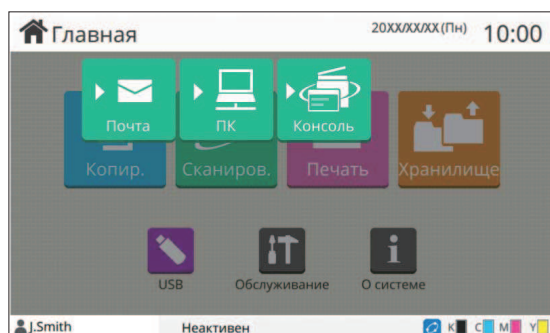 Главная
20XX/XX/XX(Пн) 10:00
Почта ПК Консоль
Копир. Сканиров. Печать Хранилище
USB Обслуживание О системе
J.Smith Неактивен K C M Y